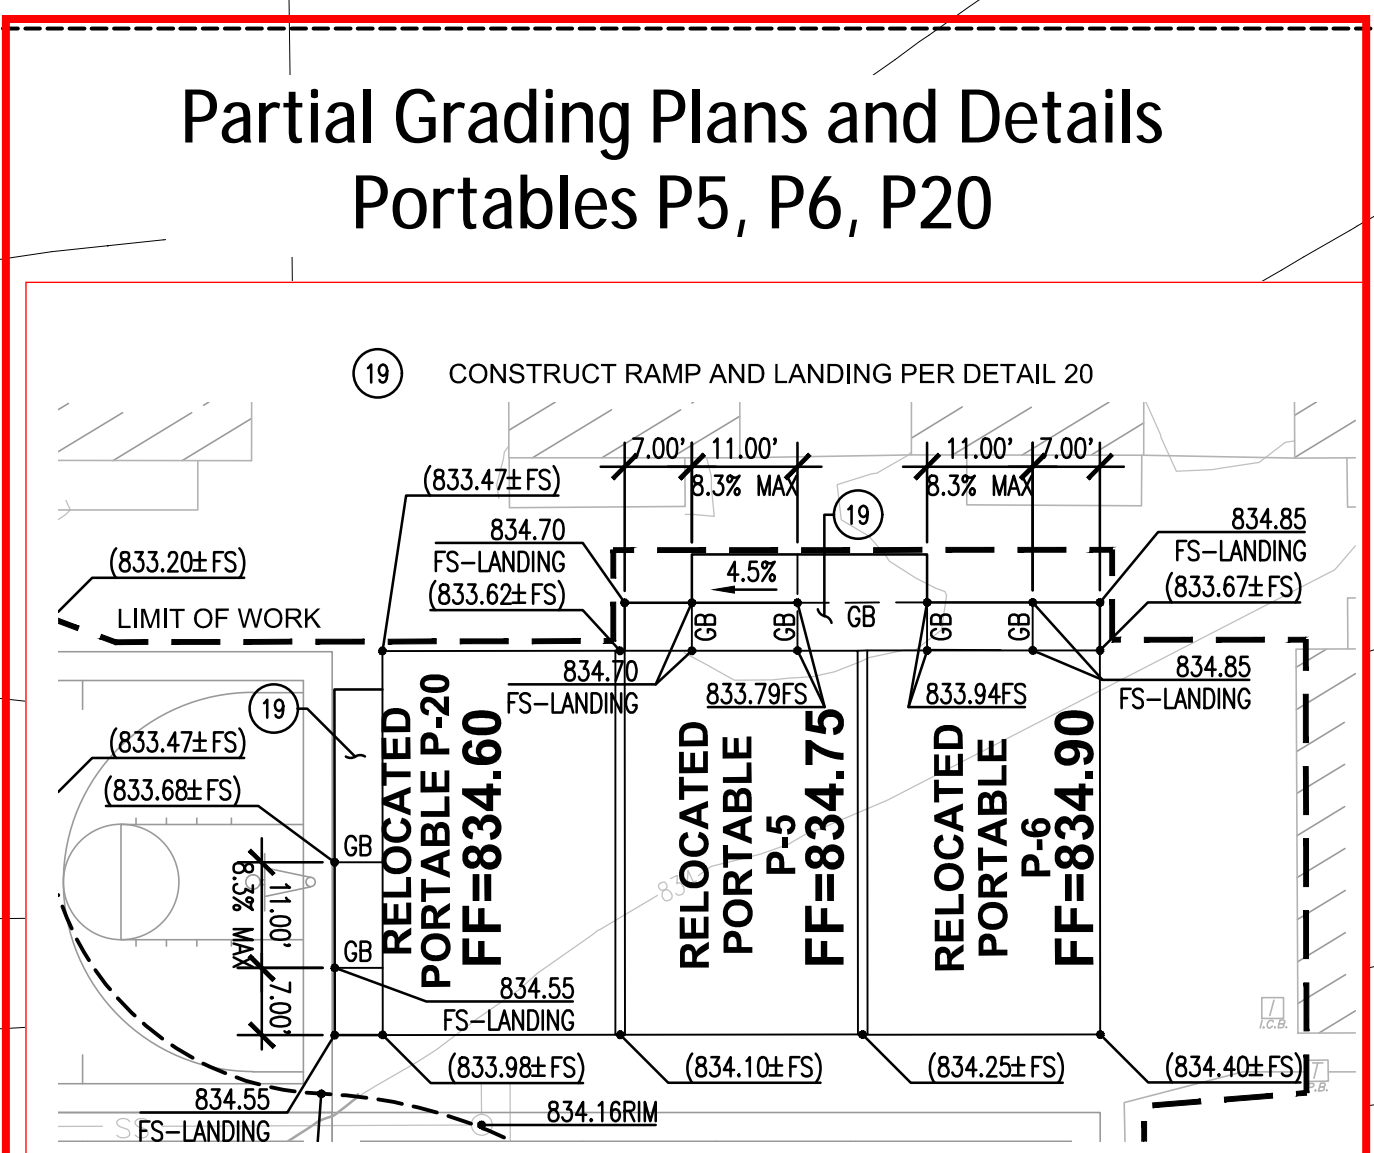 Partial Grading Plans and Details
Portables P5, P6, P20
19 CONSTRUCT RAMP AND LANDING PER DETAIL 20
7.00' 11.00'
8.3% MAX
11.00' 7.00'
8.3% MAX
(833.47± FS)
19
834.70
FS-LANDING
834.85
FS-LANDING
(833.20± FS)
(833.62± FS)
4.5%
(833.67± FS)
LIMIT OF WORK
GB
GB
GB
GB
GB
834.70
FS-LANDING
833.79FS
833.94FS
834.85
FS-LANDING
19
(833.47± FS)
(833.68± FS)
RELOCATED
PORTABLE P-20
FF=834.60
RELOCATED
PORTABLE
P-5
FF=834.75
RELOCATED
PORTABLE
P-6
FF=834.90
GB
GB
8.3% MAX
11.00'
7.00'
834.55
FS-LANDING
I.C.B.
(833.98± FS)
(834.10± FS)
(834.25± FS)
(834.40± FS)
P.B.
834.55
FS-LANDING
834.16RIM
SS